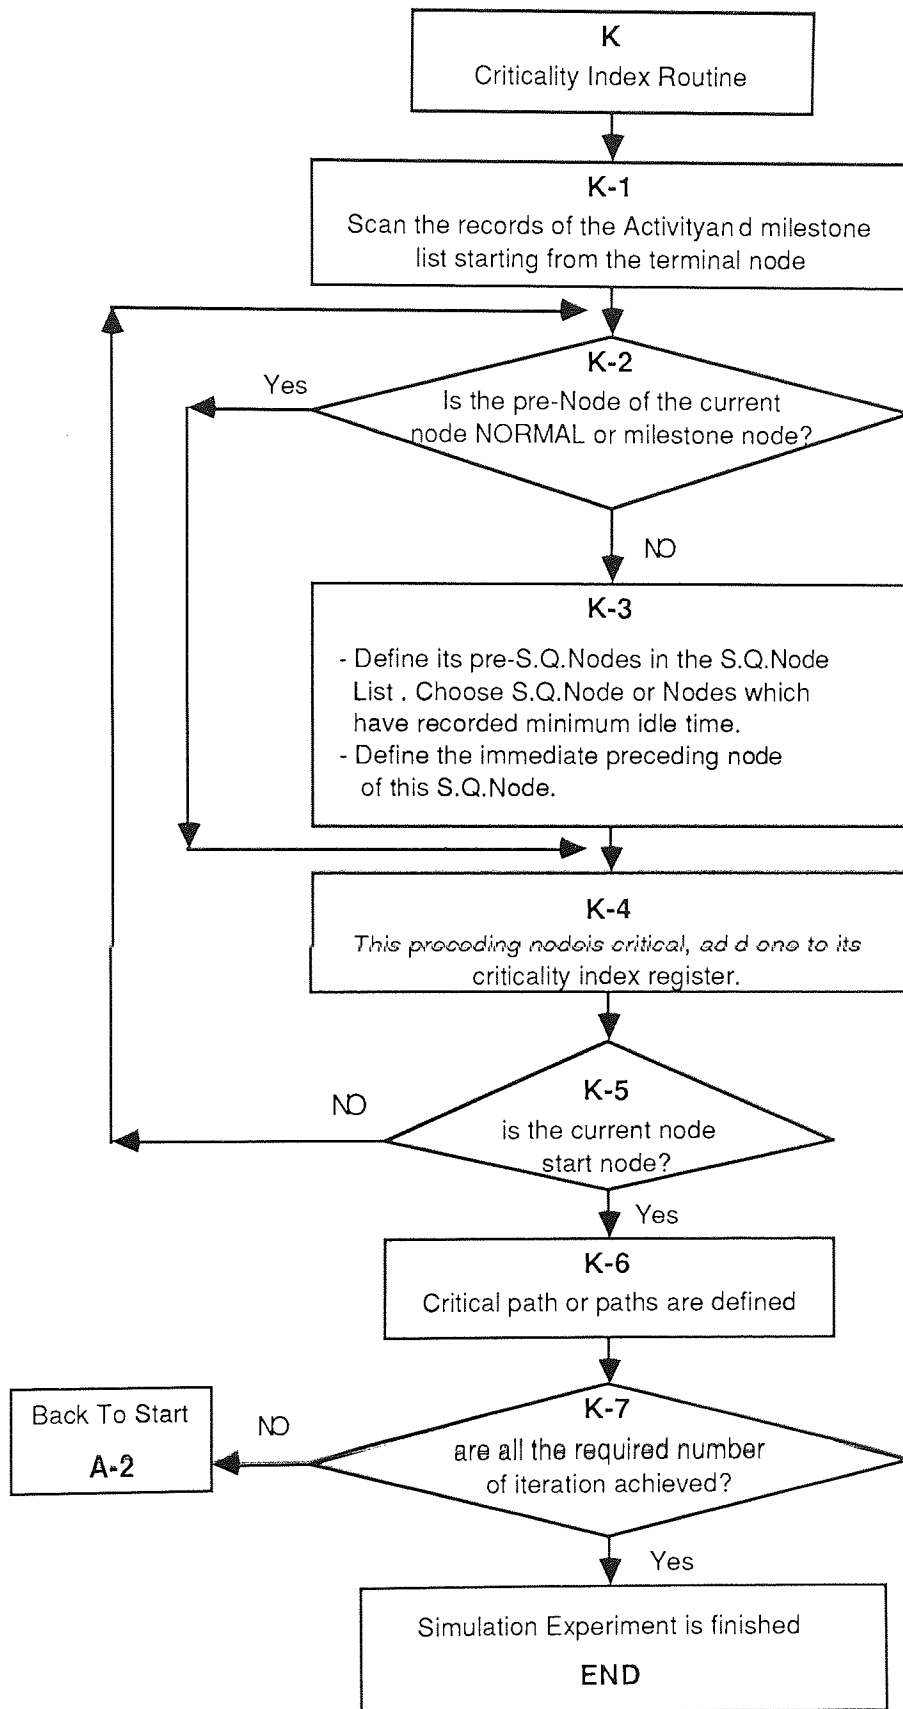 K
Criticality Index Routine
K-1
Scan the records of the Activityand milestone
list starting from the terminal node
K-2
Yes
Is the pre-Node of the current
node NORMAL or milestone node?
NO
K-3
- Define its pre-S.Q.Nodes in the S.Q.Node
List . Choose S.Q.Node or Nodes which
have recorded minimum idle time.
- Define the immediate preceding node
of this S.Q.Node.
K-4
This preceding nodeis critical, ad d one to its
criticality index register.
K-5
NO
is the current node
start node?
Yes
K-6
Critical path or paths are defined
Back To Start
A-2
NO
K-7
are all the required number
of iteration achieved?
Yes
Simulation Experiment is finished
END